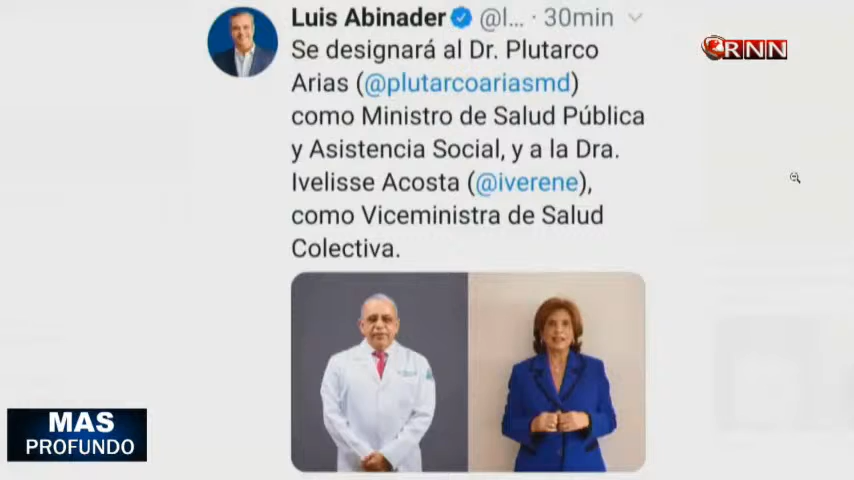 Luis Abinader @l... · 30min
RNN
Se designará al Dr. Plutarco
Arias (@plutarcoariasmd)
como Ministro de Salud Pública
y Asistencia Social, y a la Dra.
Ivelisse Acosta (@iverene),
como Viceministra de Salud
Colectiva.
MAS
PROFUNDO